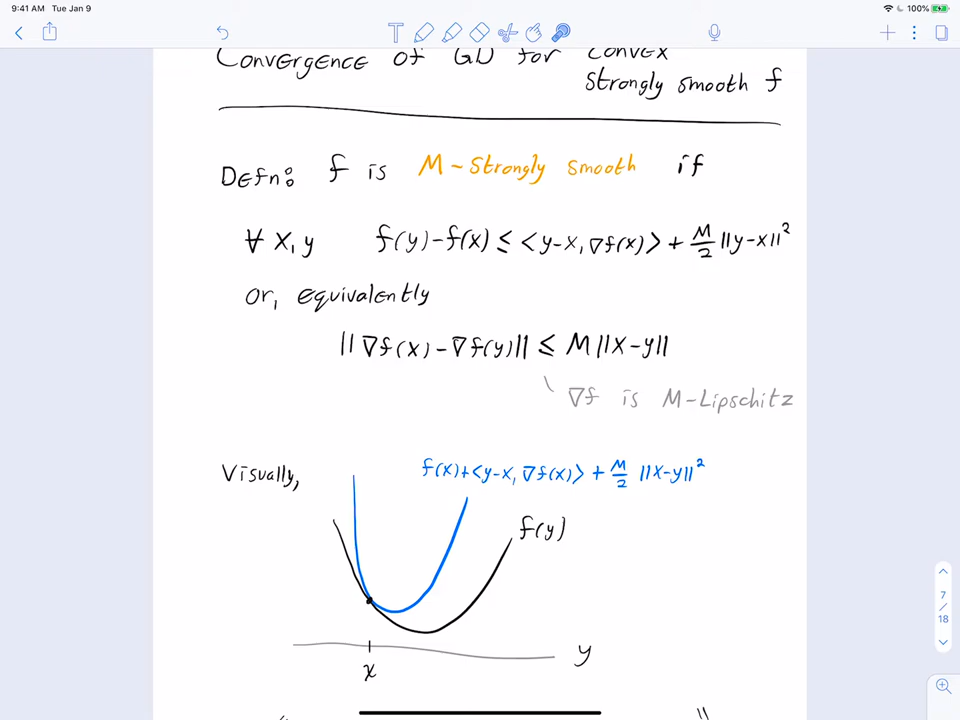 9:41 AM Tue Jan 9
100%
Convergence of GD for Convex
Strongly smooth f
Defn: f is M-Strongly smooth if
∀ x, y f(y)-f(x) ≤ <y-x, ∇f(x)> + M/2 ||y-x||²
or, equivalently
||∇f(x)-∇f(y)|| ≤ M||x-y||
∇f is M-Lipschitz
Visually,
f(x)+<y-x, ∇f(x)> + M/2 ||x-y||²
f(y)
y
x
7
/
18